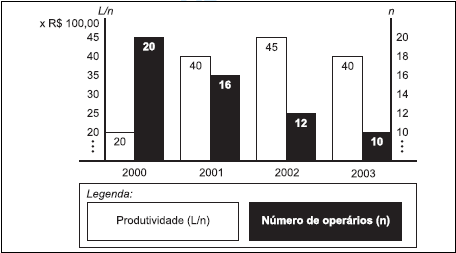 L/n
x R$ 100,00
n
45 20 20
40 40 45 40 18
35 16 16
30 14
25 12 12
20 20 10 10
2000 2001 2002 2003
Legenda:
Produtividade (L/n) Número de operários (n)